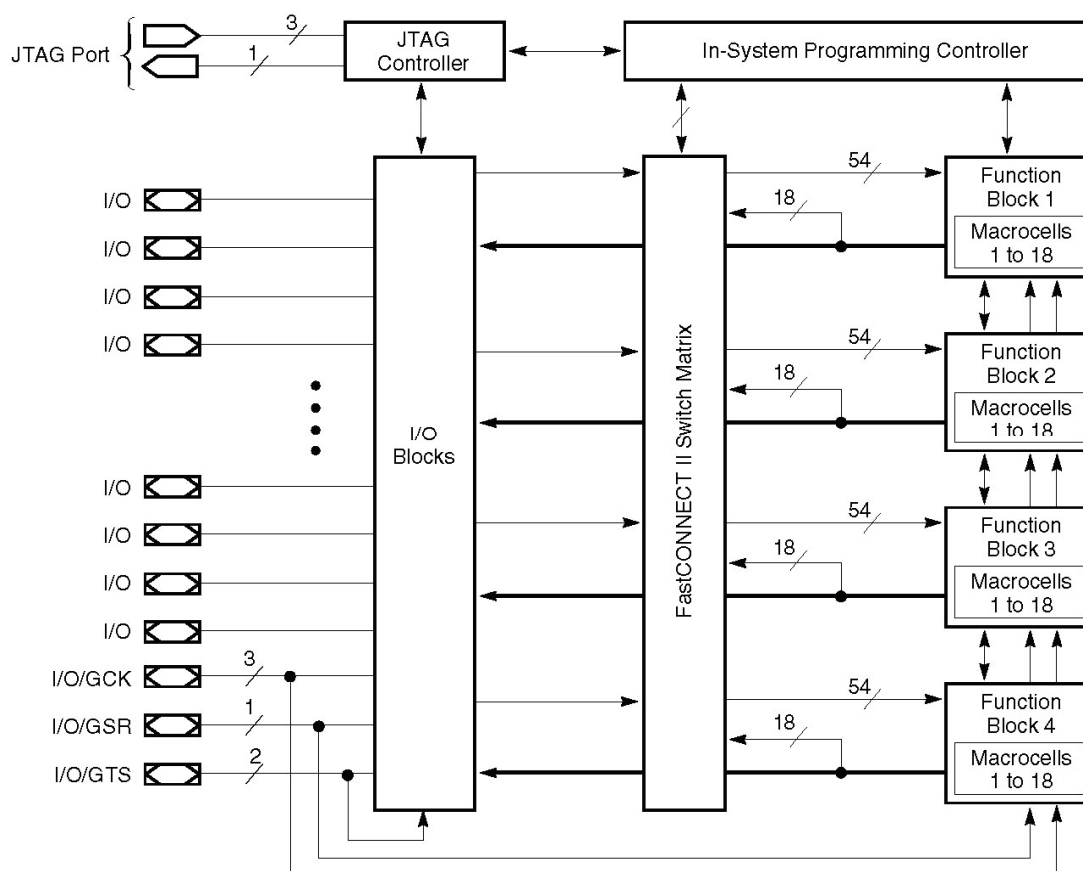 JTAG Port
3
1
JTAG
Controller
In-System Programming Controller
I/O
I/O
I/O
I/O
I/O
I/O
I/O
I/O
I/O/GCK
3
I/O/GSR
1
I/O/GTS
2
I/O
Blocks
FastCONNECT II Switch Matrix
54
18
Function
Block 1
Macrocells
1 to 18
54
18
Function
Block 2
Macrocells
1 to 18
54
18
Function
Block 3
Macrocells
1 to 18
54
18
Function
Block 4
Macrocells
1 to 18